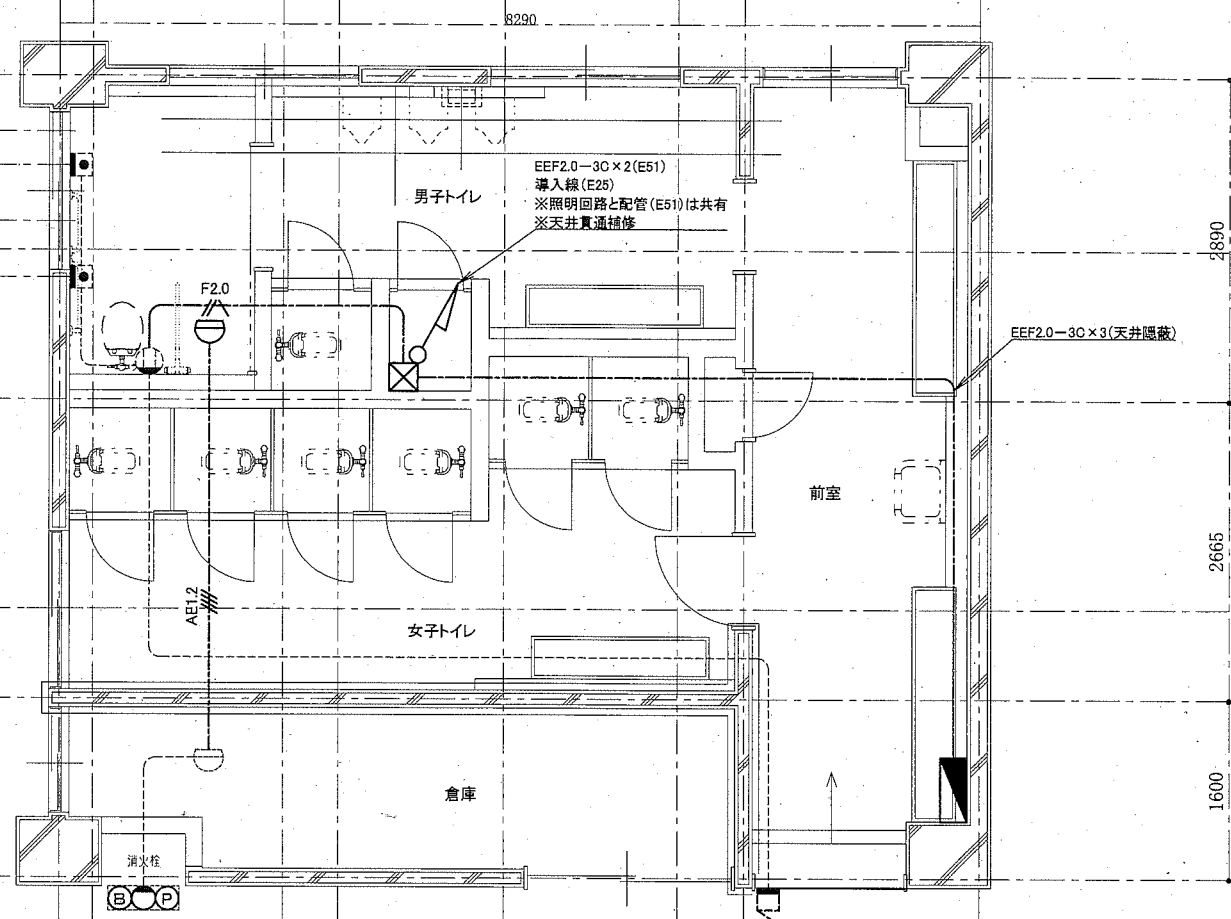 8290
EEF2.0-3C×2(E51)
導入線(E25)
※照明回路と配管(E51)は共有
※天井貫通補修
男子トイレ
2890
F2.0
EEF2.0-3C×3(天井隠蔽)
前室
2665
AE1.2
女子トイレ
倉庫
1600
消火栓
B P